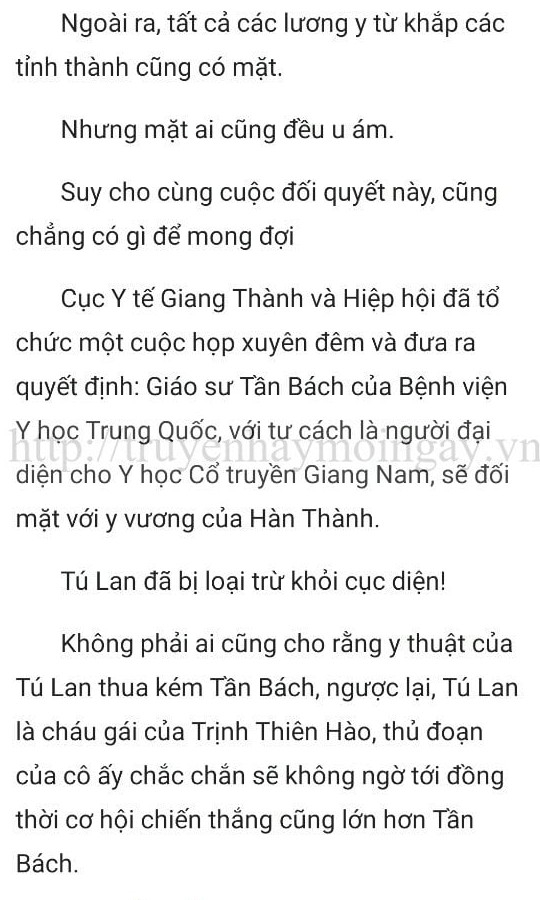 Ngoài ra, tất cả các lương y từ khắp các
tỉnh thành cũng có mặt.
Nhưng mặt ai cũng đều u ám.
Suy cho cùng cuộc đối quyết này, cũng
chẳng có gì để mong đợi
Cục Y tế Giang Thành và Hiệp hội đã tổ
chức một cuộc họp xuyên đêm và đưa ra
quyết định: Giáo sư Tần Bách của Bệnh viện
Y học Trung Quốc, với tư cách là người đại
http://truyenhaymoingay.vn
diện cho Y học Cổ truyền Giang Nam, sẽ đối
mặt với y vương của Hàn Thành.
Tú Lan đã bị loại trừ khỏi cục diện!
Không phải ai cũng cho rằng y thuật của
Tú Lan thua kém Tần Bách, ngược lại, Tú Lan
là cháu gái của Trịnh Thiên Hào, thủ đoạn
của cô ấy chắc chắn sẽ không ngờ tới đồng
thời cơ hội chiến thắng cũng lớn hơn Tần
Bách.